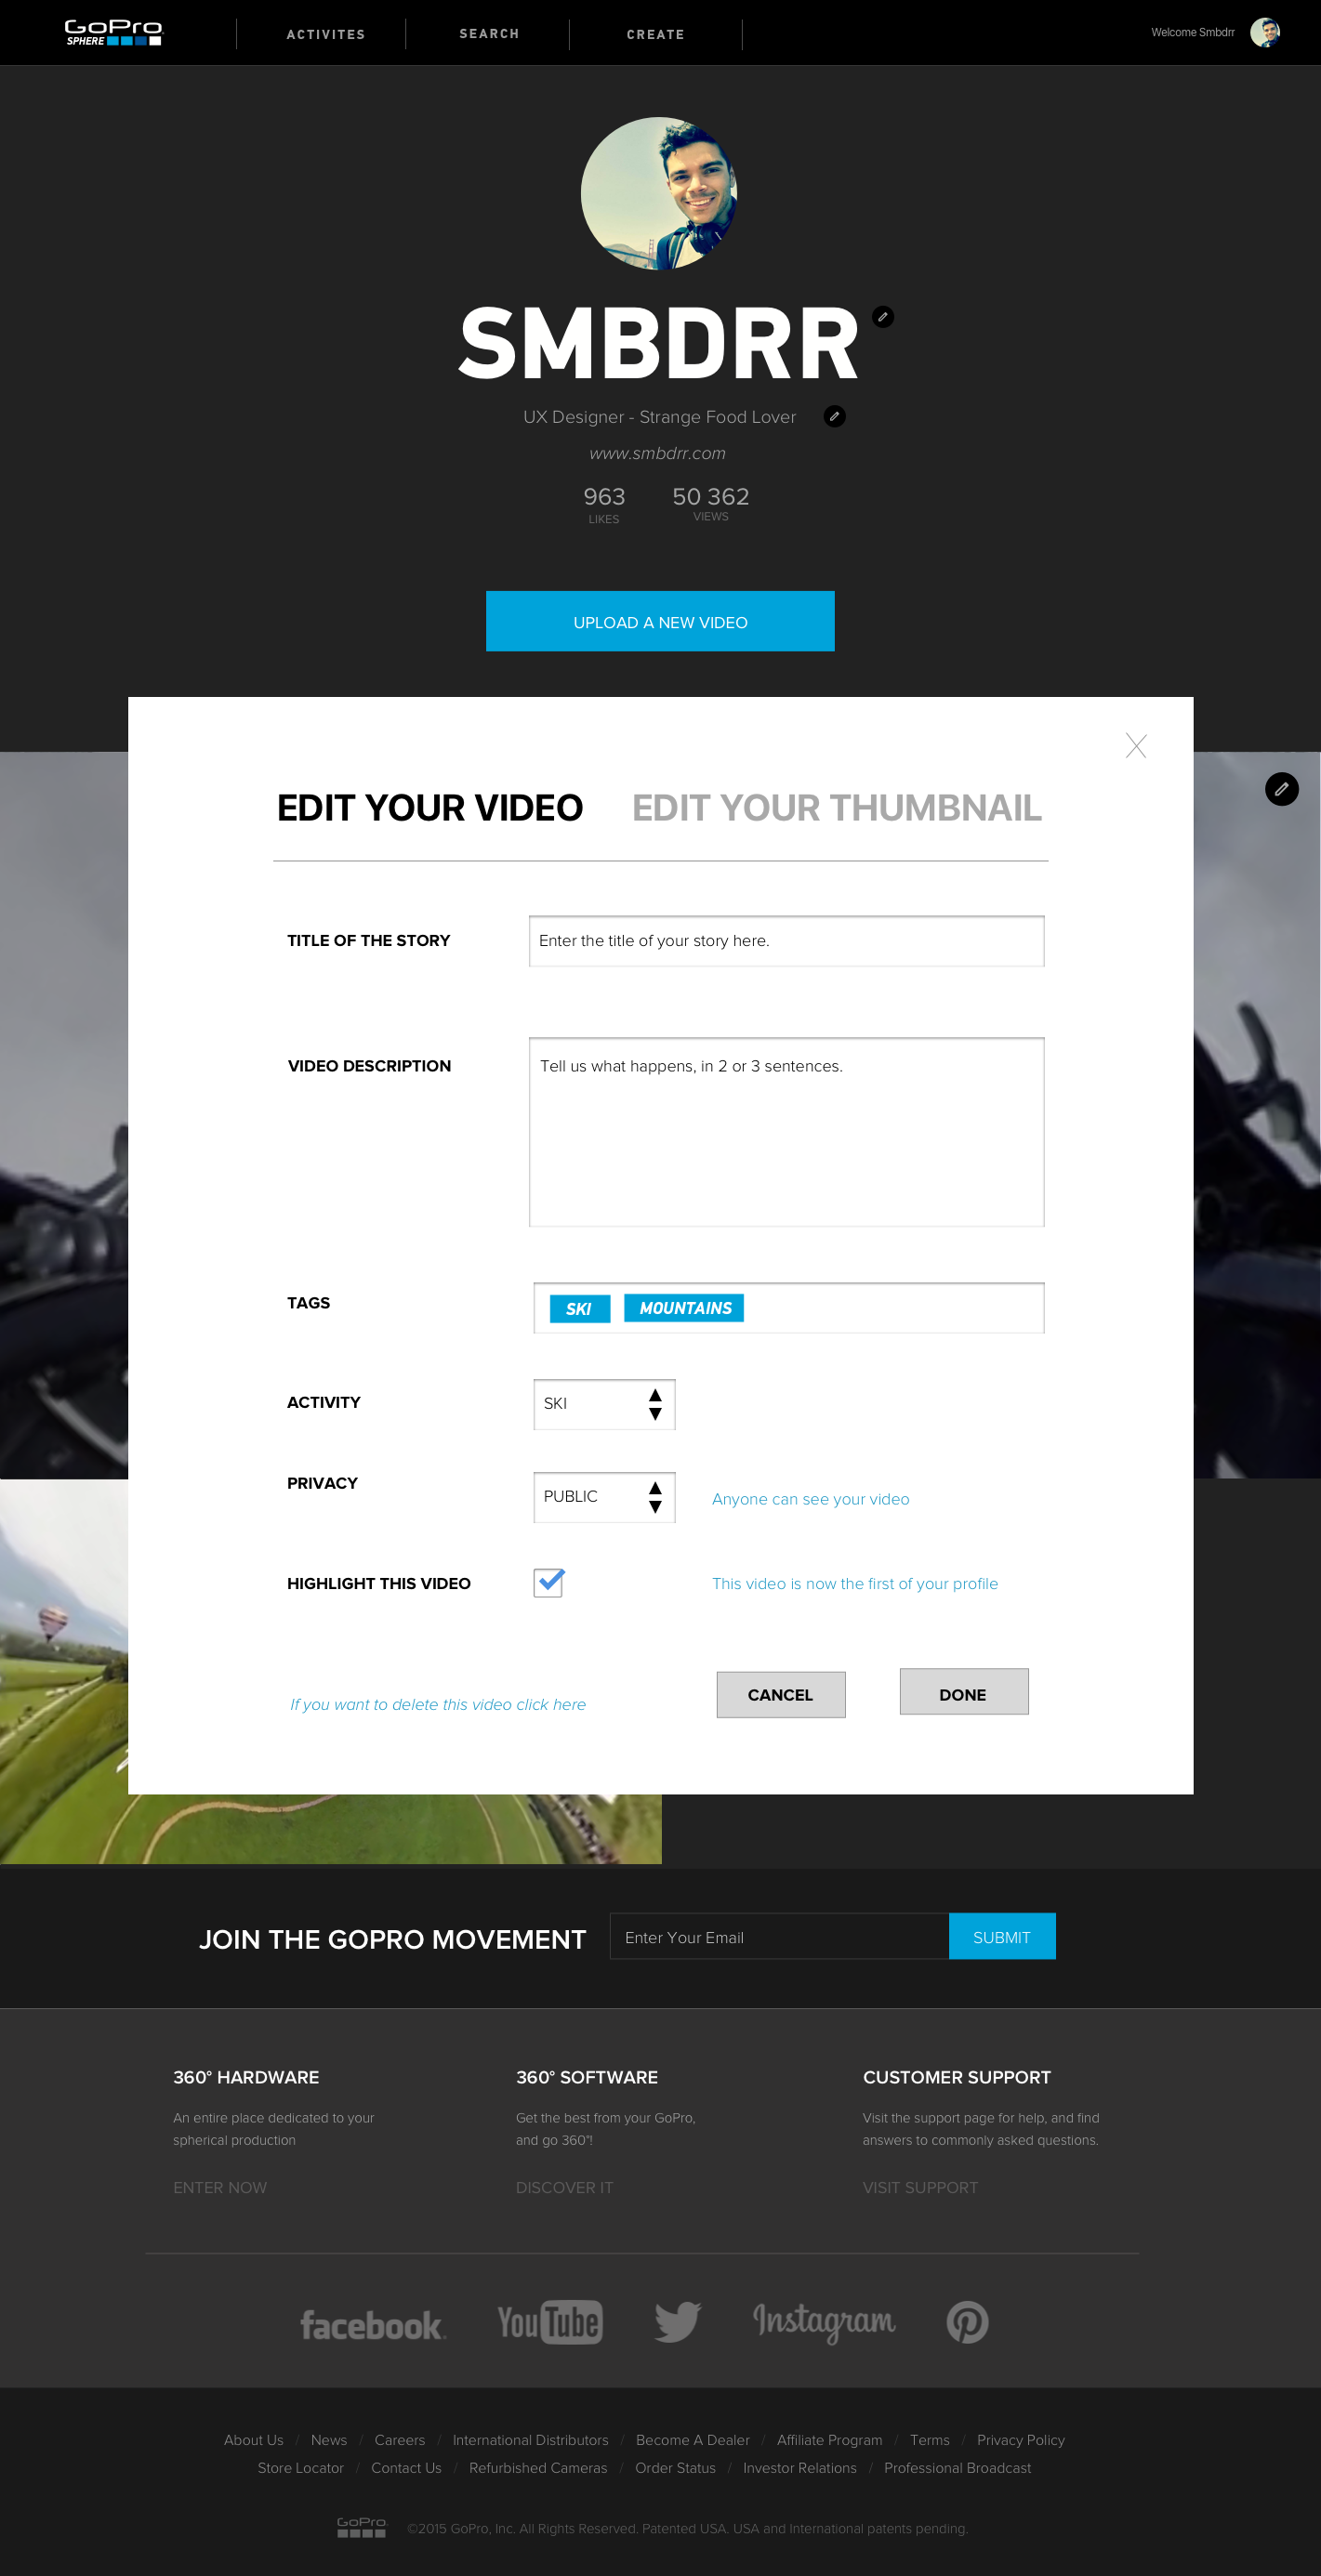 GoPro
SPHERE
ACTIVITES
SEARCH
CREATE
Welcome Smbdrr
SMBDRR
UX Designer - Strange Food Lover
www.smbdrr.com
963
50 362
LIKES
VIEWS
UPLOAD A NEW VIDEO
X
EDIT YOUR VIDEO
EDIT YOUR THUMBNAIL
TITLE OF THE STORY
Enter the title of your story here.
VIDEO DESCRIPTION
Tell us what happens, in 2 or 3 sentences.
TAGS
SKI
MOUNTAINS
ACTIVITY
SKI
PRIVACY
PUBLIC
Anyone can see your video
HIGHLIGHT THIS VIDEO
This video is now the first of your profile
If you want to delete this video click here
CANCEL
DONE
JOIN THE GOPRO MOVEMENT
Enter Your Email
SUBMIT
360° HARDWARE
An entire place dedicated to your
spherical production
ENTER NOW
360° SOFTWARE
Get the best from your GoPro,
and go 360°!
DISCOVER IT
CUSTOMER SUPPORT
Visit the support page for help, and find
answers to commonly asked questions.
VISIT SUPPORT
facebook
YouTube
Instagram
About Us / News / Careers / International Distributors / Become A Dealer / Affiliate Program / Terms / Privacy Policy
Store Locator / Contact Us / Refurbished Cameras / Order Status / Investor Relations / Professional Broadcast
GoPro
©2015 GoPro, Inc. All Rights Reserved. Patented USA. USA and International patents pending.